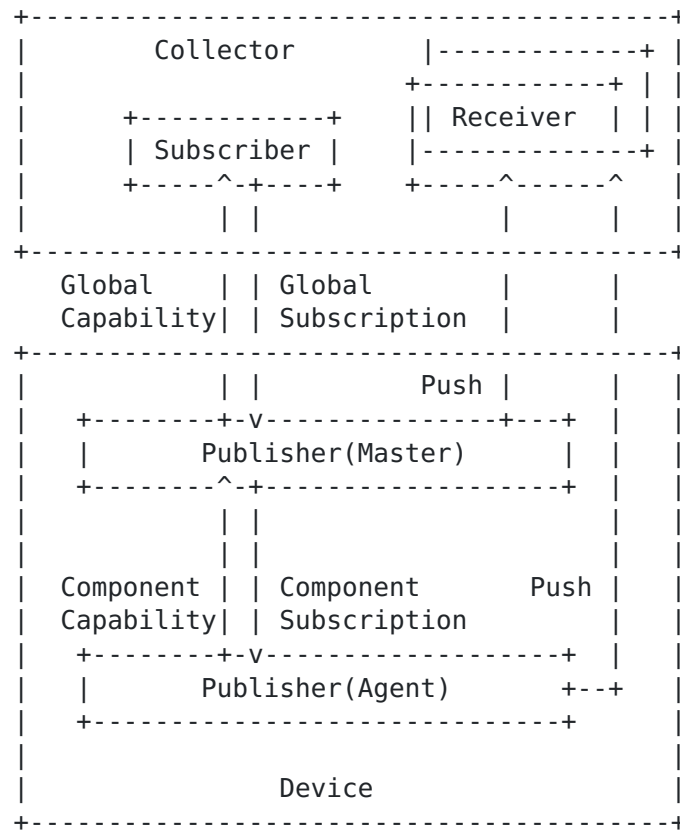 Collector
Receiver
Subscriber
Global Global
Capability Subscription
Push
Publisher(Master)
Component Component Push
Capability Subscription
Publisher(Agent)
Device